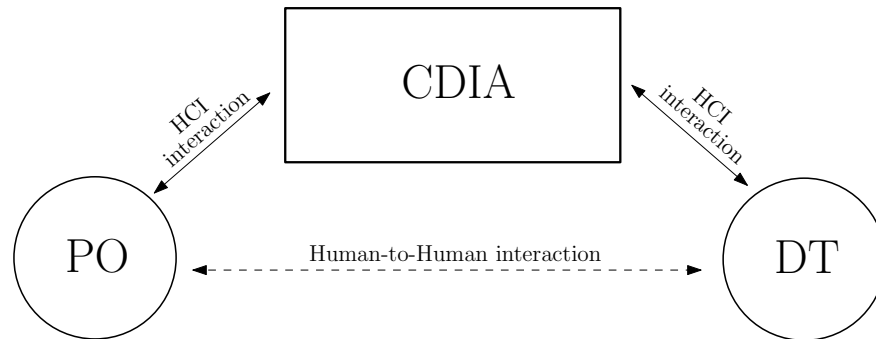 CDIA
HCI
interaction
HCI
interaction
PO
Human-to-Human interaction
DT